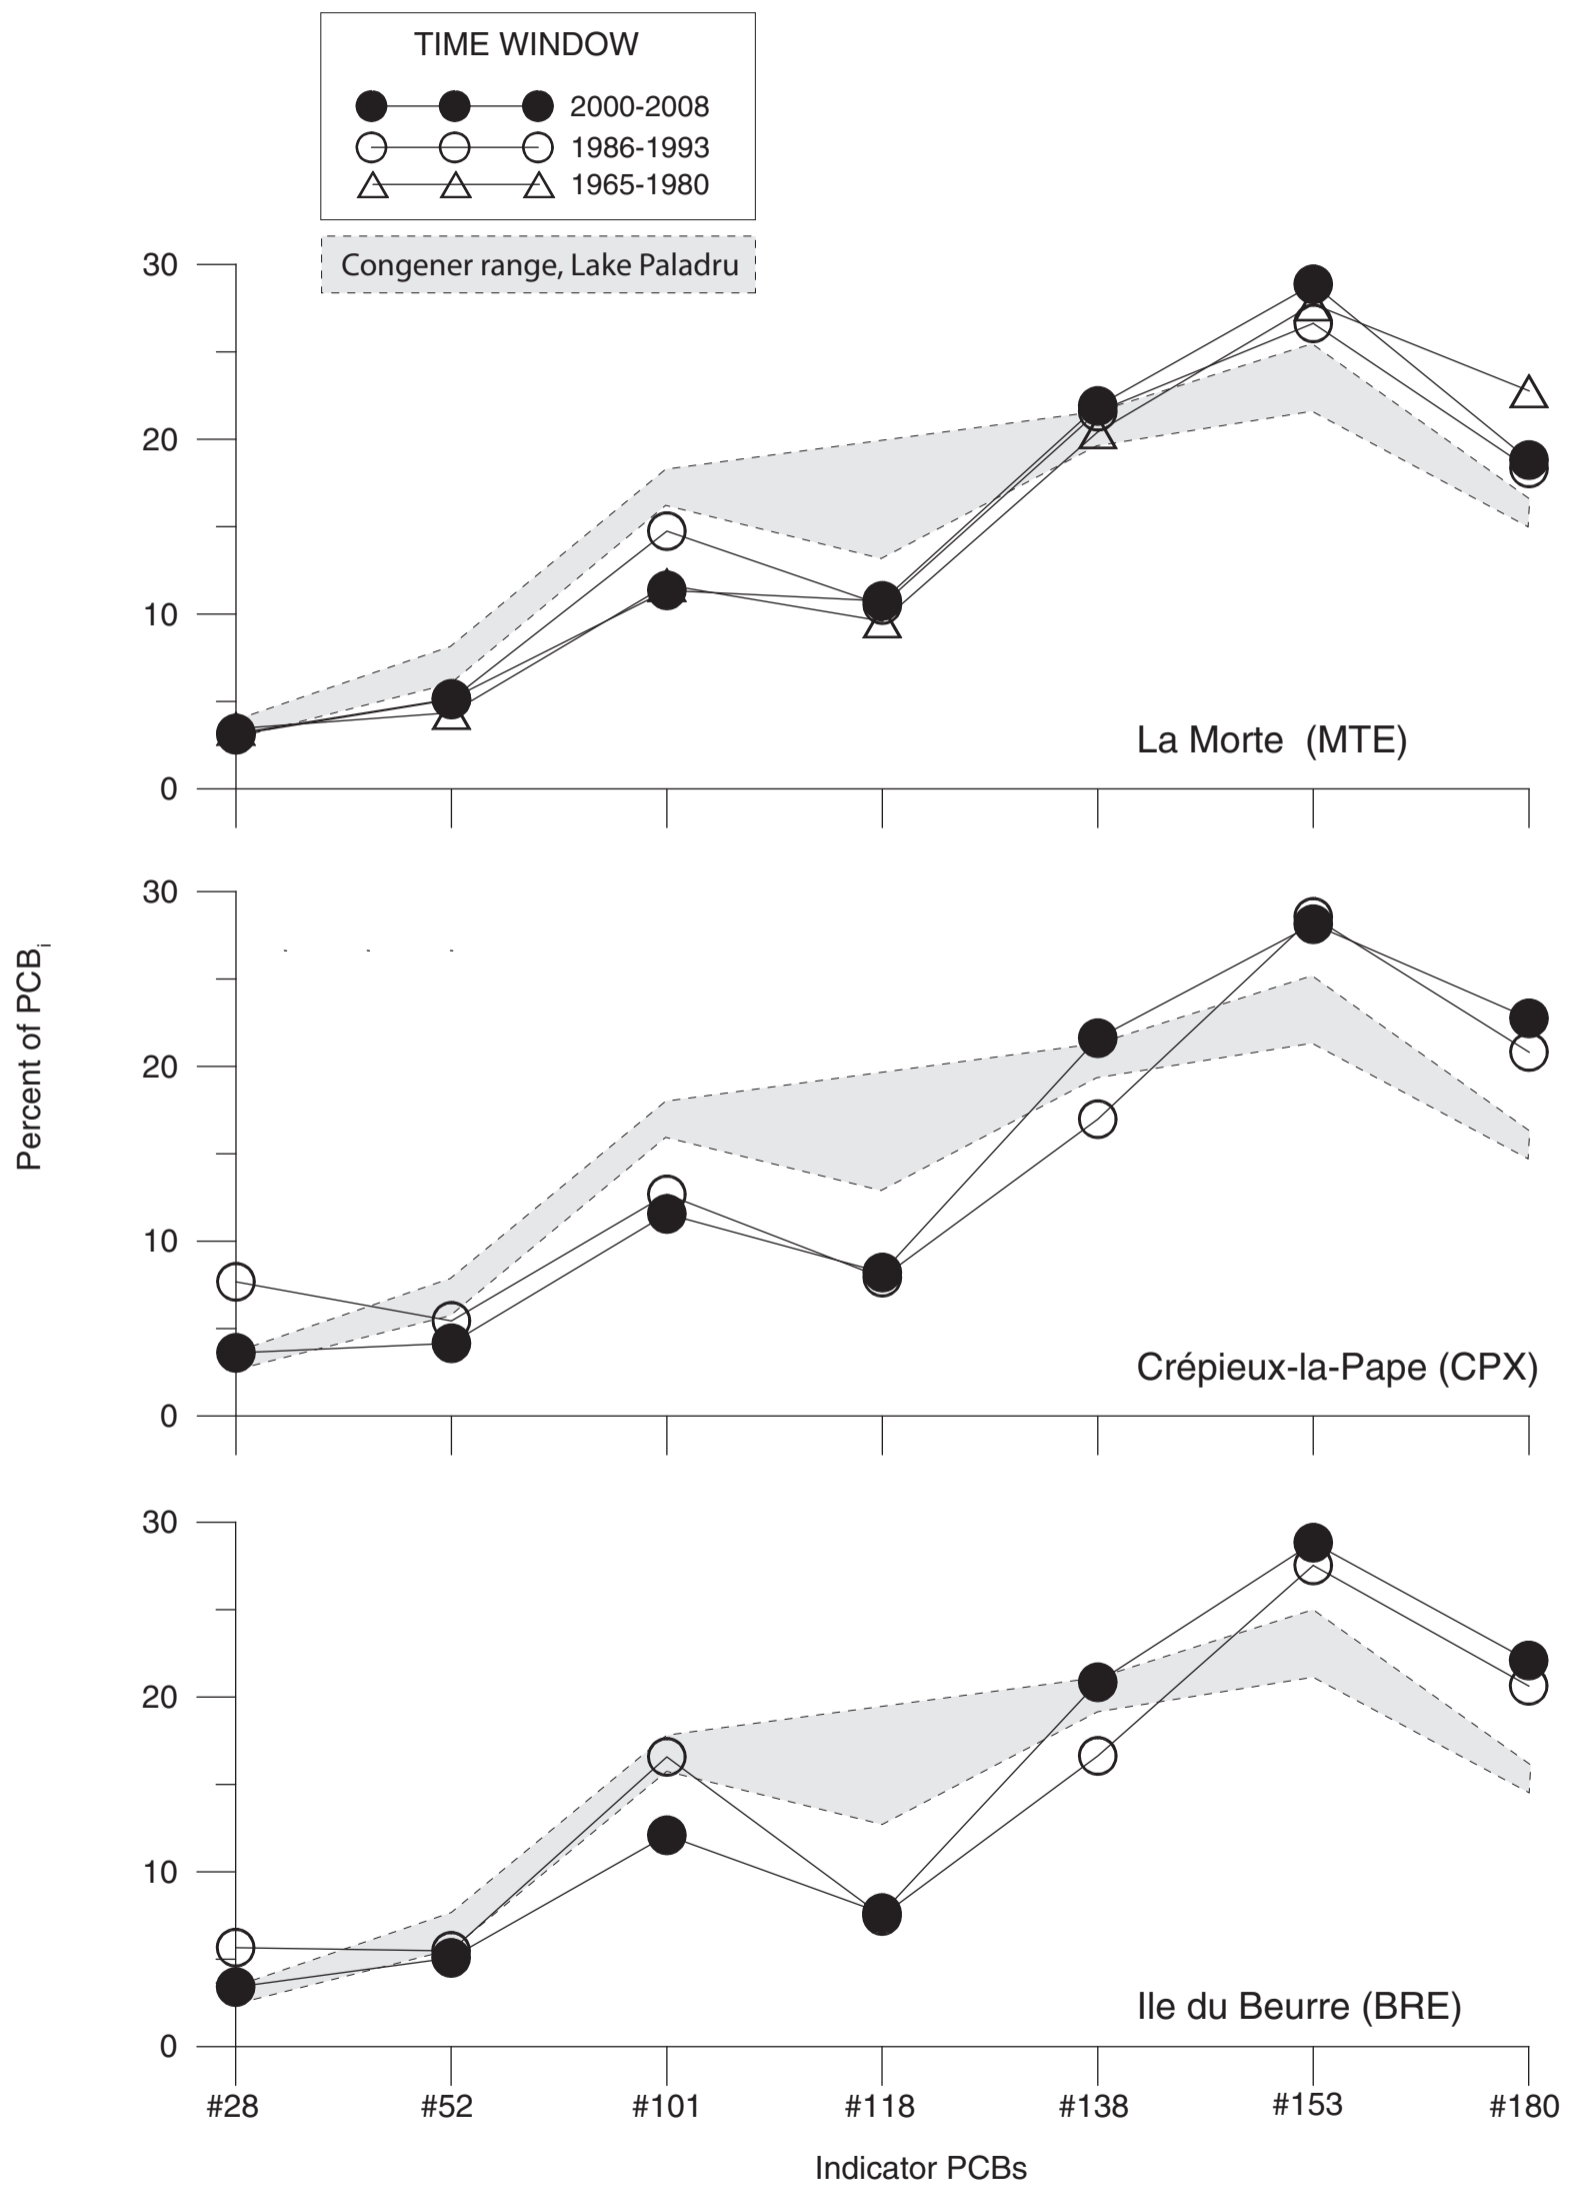 TIME WINDOW
2000-2008
1986-1993
1965-1980
Congener range, Lake Paladru
30
20
10
0
La Morte (MTE)
30
20
10
0
Crépieux-la-Pape (CPX)
Percent of PCBi
30
20
10
0
Ile du Beurre (BRE)
#28 #52 #101 #118 #138 #153 #180
Indicator PCBs